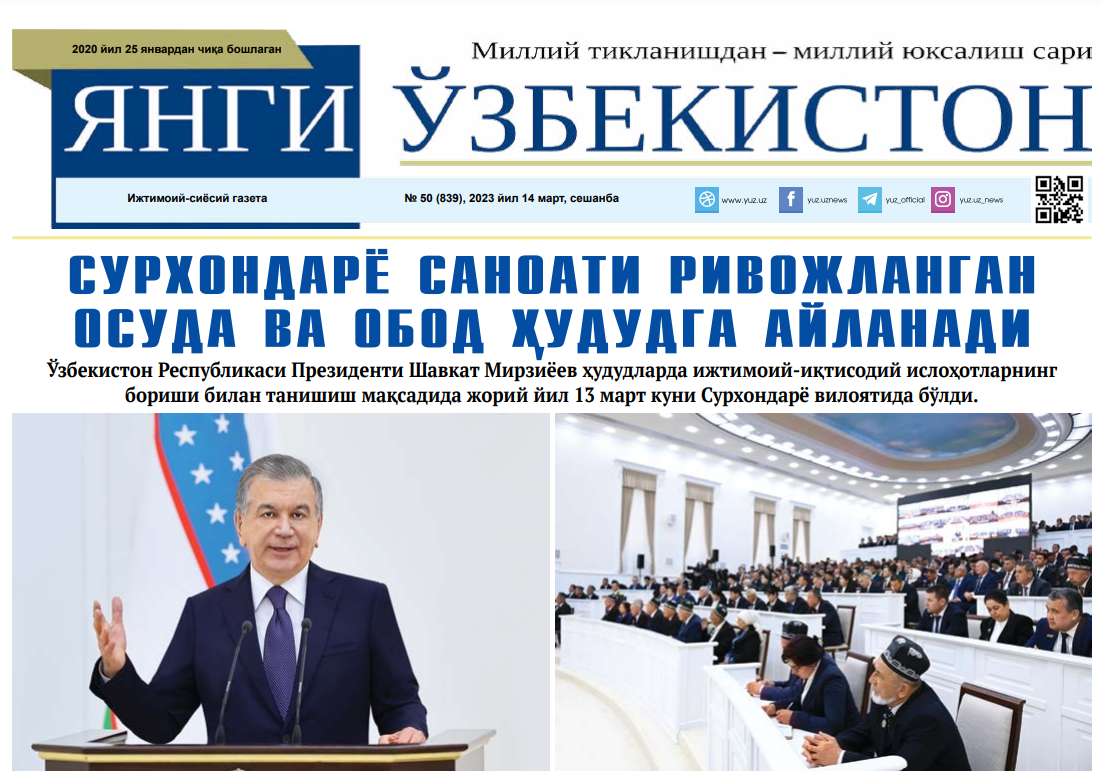 2020 йил 25 январдан чиқа бошлаган
Миллий тикланишдан – миллий юксалиш сари
ЯНГИ ЎЗБЕКИСТОН
Ижтимоий-сиёсий газета
№ 50 (839), 2023 йил 14 март, сешанба
www.yuz.uz
yuz.uznews
yuz_official
yuz.uz_news
СУРХОНДАРЁ САНОАТИ РИВОЖЛАНГАН
ОСУДА ВА ОБОД ҲУДУДГА АЙЛАНАДИ
Ўзбекистон Республикаси Президенти Шавкат Мирзиёев ҳудудларда ижтимоий-иқтисодий ислоҳотларнинг
бориши билан танишиш мақсадида жорий йил 13 март куни Сурхондарё вилоятида бўлди.